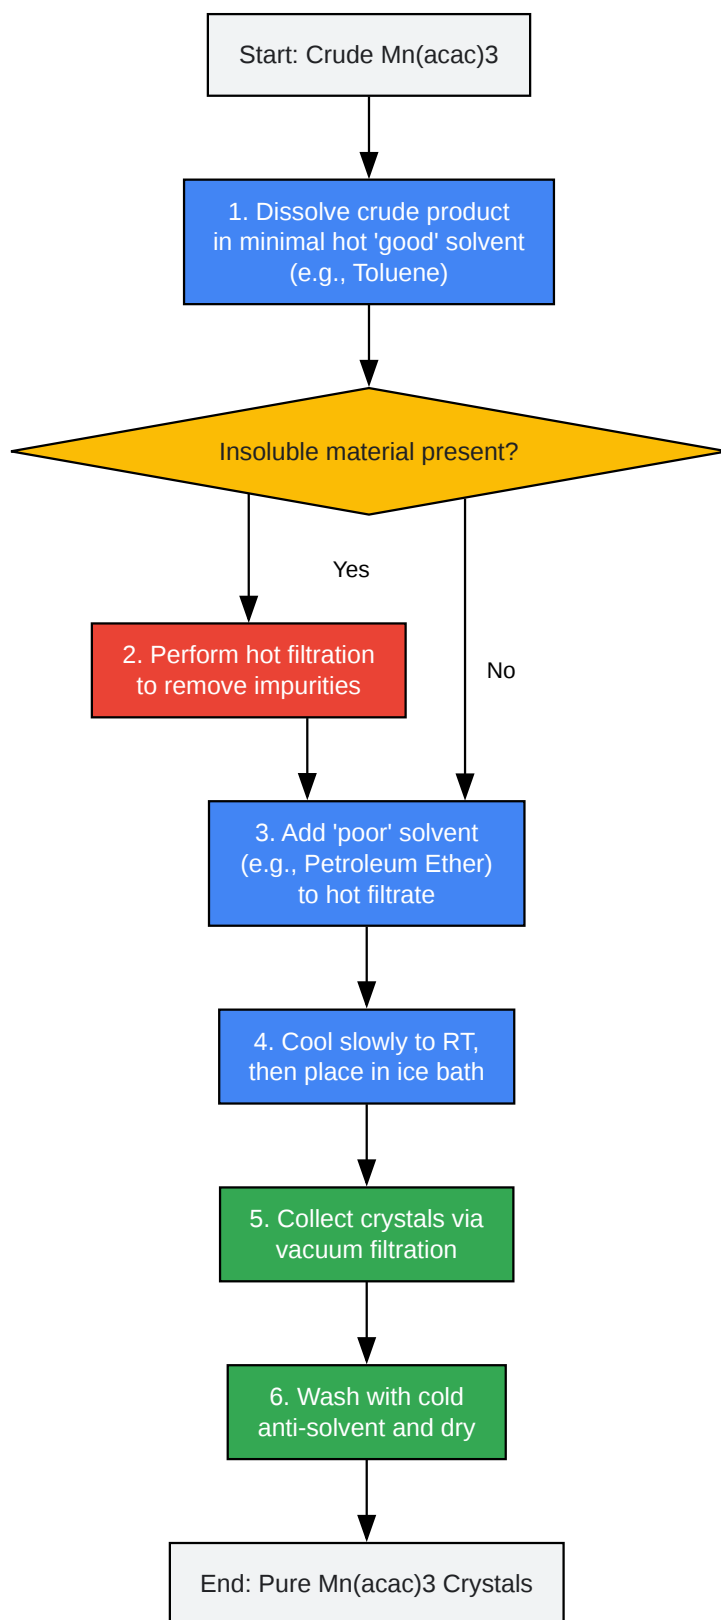 Start: Crude Mn(acac)3
1. Dissolve crude product
in minimal hot 'good' solvent
(e.g., Toluene)
Insoluble material present?
Yes
2. Perform hot filtration
to remove impurities
No
3. Add 'poor' solvent
(e.g., Petroleum Ether)
to hot filtrate
4. Cool slowly to RT,
then place in ice bath
5. Collect crystals via
vacuum filtration
6. Wash with cold
anti-solvent and dry
End: Pure Mn(acac)3 Crystals